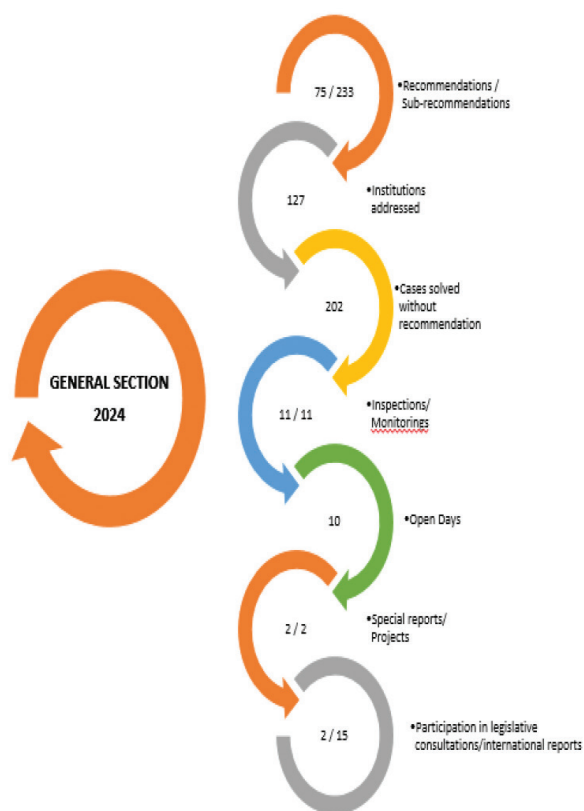 75 / 233
•Recommendations /
Sub-recommendations
127
•Institutions
addressed
202
•Cases solved
without
recommendation
GENERAL SECTION
2024
11 / 11
•Inspections/
Monitorings
10
•Open Days
2 / 2
•Special reports/
Projects
2 / 15
•Participation in legislative
consultations/international reports